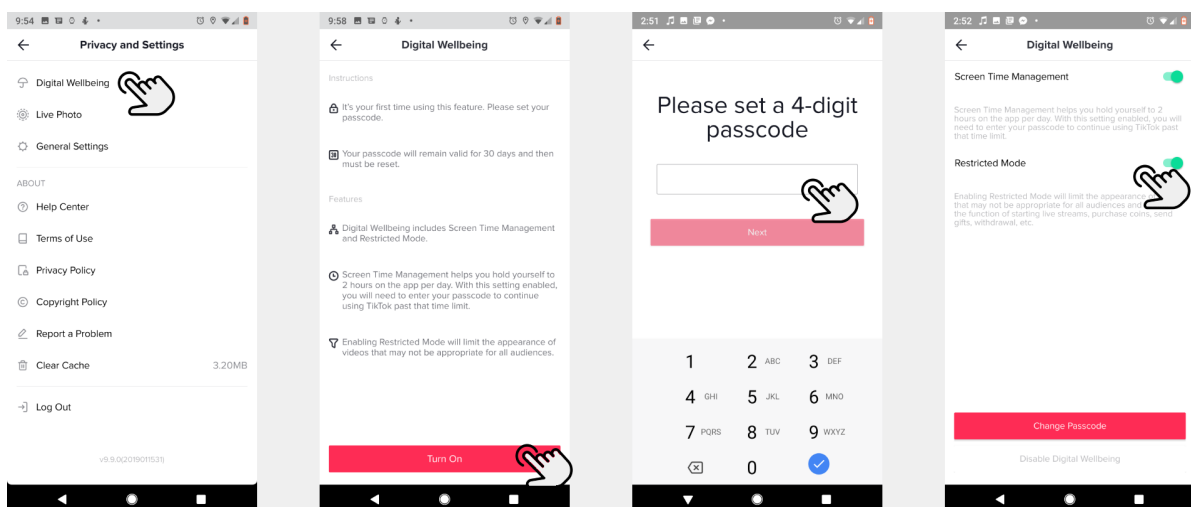 9:54
Privacy and Settings
Digital Wellbeing
Live Photo
General Settings
ABOUT
Help Center
Terms of Use
Privacy Policy
Copyright Policy
Report a Problem
Clear Cache 3.20MB
Log Out
v9.9.0(2019011531)
9:58
Digital Wellbeing
Instructions
It's your first time using this feature. Please set your
passcode.
Your passcode will remain valid for 30 days and then
must be reset.
Features
Digital Wellbeing includes Screen Time Management
and Restricted Mode.
Screen Time Management helps you hold yourself to
2 hours on the app per day. With this setting enabled,
you will need to enter your passcode to continue
using TikTok past that time limit.
Enabling Restricted Mode will limit the appearance of
videos that may not be appropriate for all audiences.
Turn On
2:51
Please set a 4-digit
passcode
Next
1 2 ABC 3 DEF
4 GHI 5 JKL 6 MNO
7 PQRS 8 TUV 9 WXYZ
0
2:52
Digital Wellbeing
Screen Time Management
Screen Time Management helps you hold yourself to 2
hours on the app per day. With this setting enabled, you will
need to enter your passcode to continue using TikTok past
that time limit.
Restricted Mode
Enabling Restricted Mode will limit the appearance
that may not be appropriate for all audiences and
the function of starting live streams, purchase coins, send
gifts, withdrawal, etc.
Change Passcode
Disable Digital Wellbeing